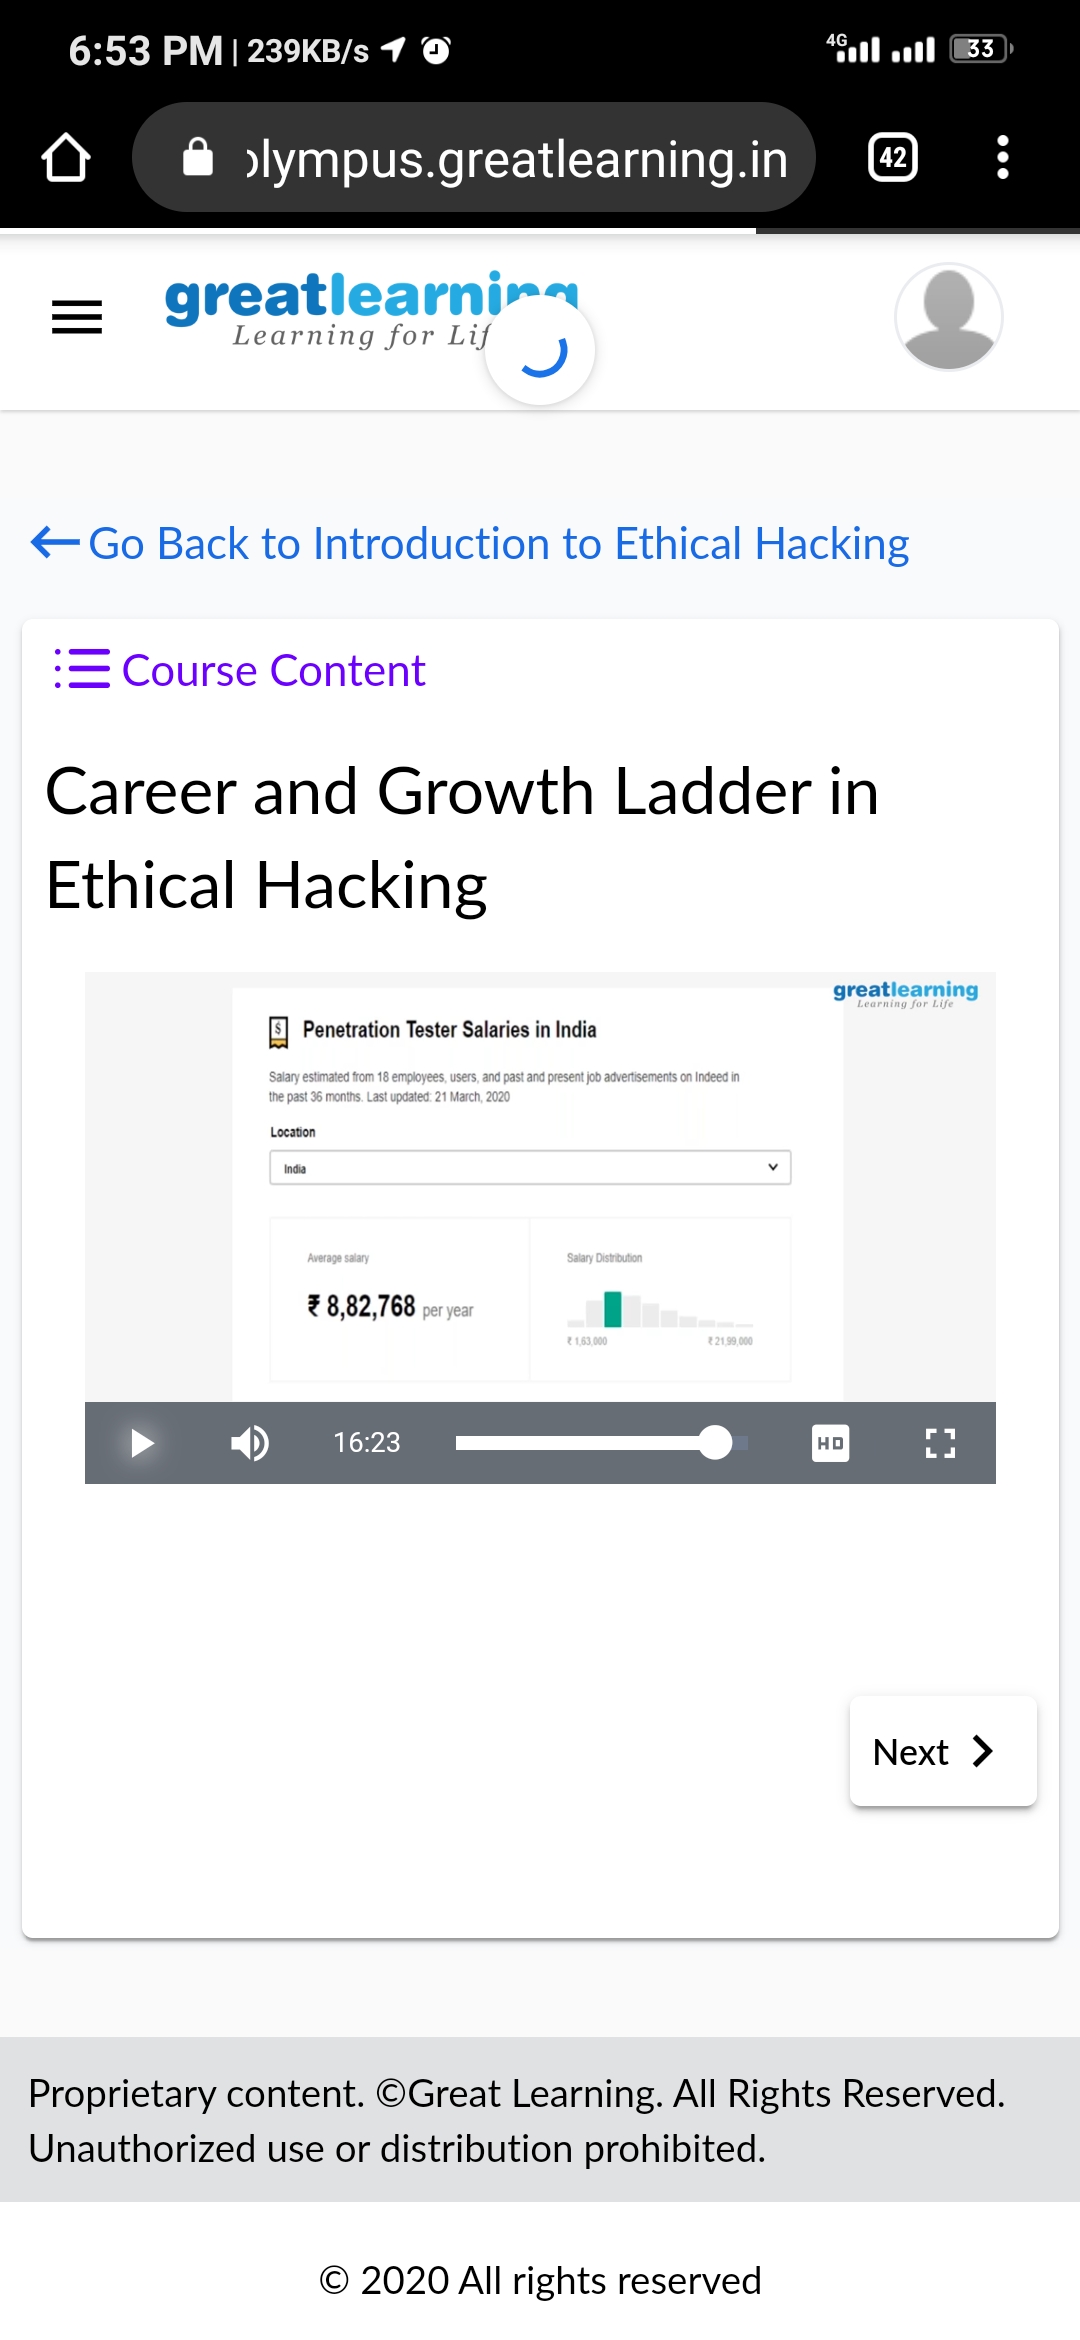 6:53 PM | 239KB/s
4G
33
olympus.greatlearning.in
42
greatlearning
Learning for Lif
Go Back to Introduction to Ethical Hacking
Course Content
Career and Growth Ladder in
Ethical Hacking
greatlearning
Learning for Life
$
Penetration Tester Salaries in India
Salary estimated from 18 employees, users, and past and present job advertisements on Indeed in
the past 36 months. Last updated: 21 March, 2020
Location
India
Average salary
₹ 8,82,768 per year
Salary Distribution
₹ 1,63,000
₹ 21,99,000
16:23
HD
Next
Proprietary content. ©Great Learning. All Rights Reserved.
Unauthorized use or distribution prohibited.
© 2020 All rights reserved